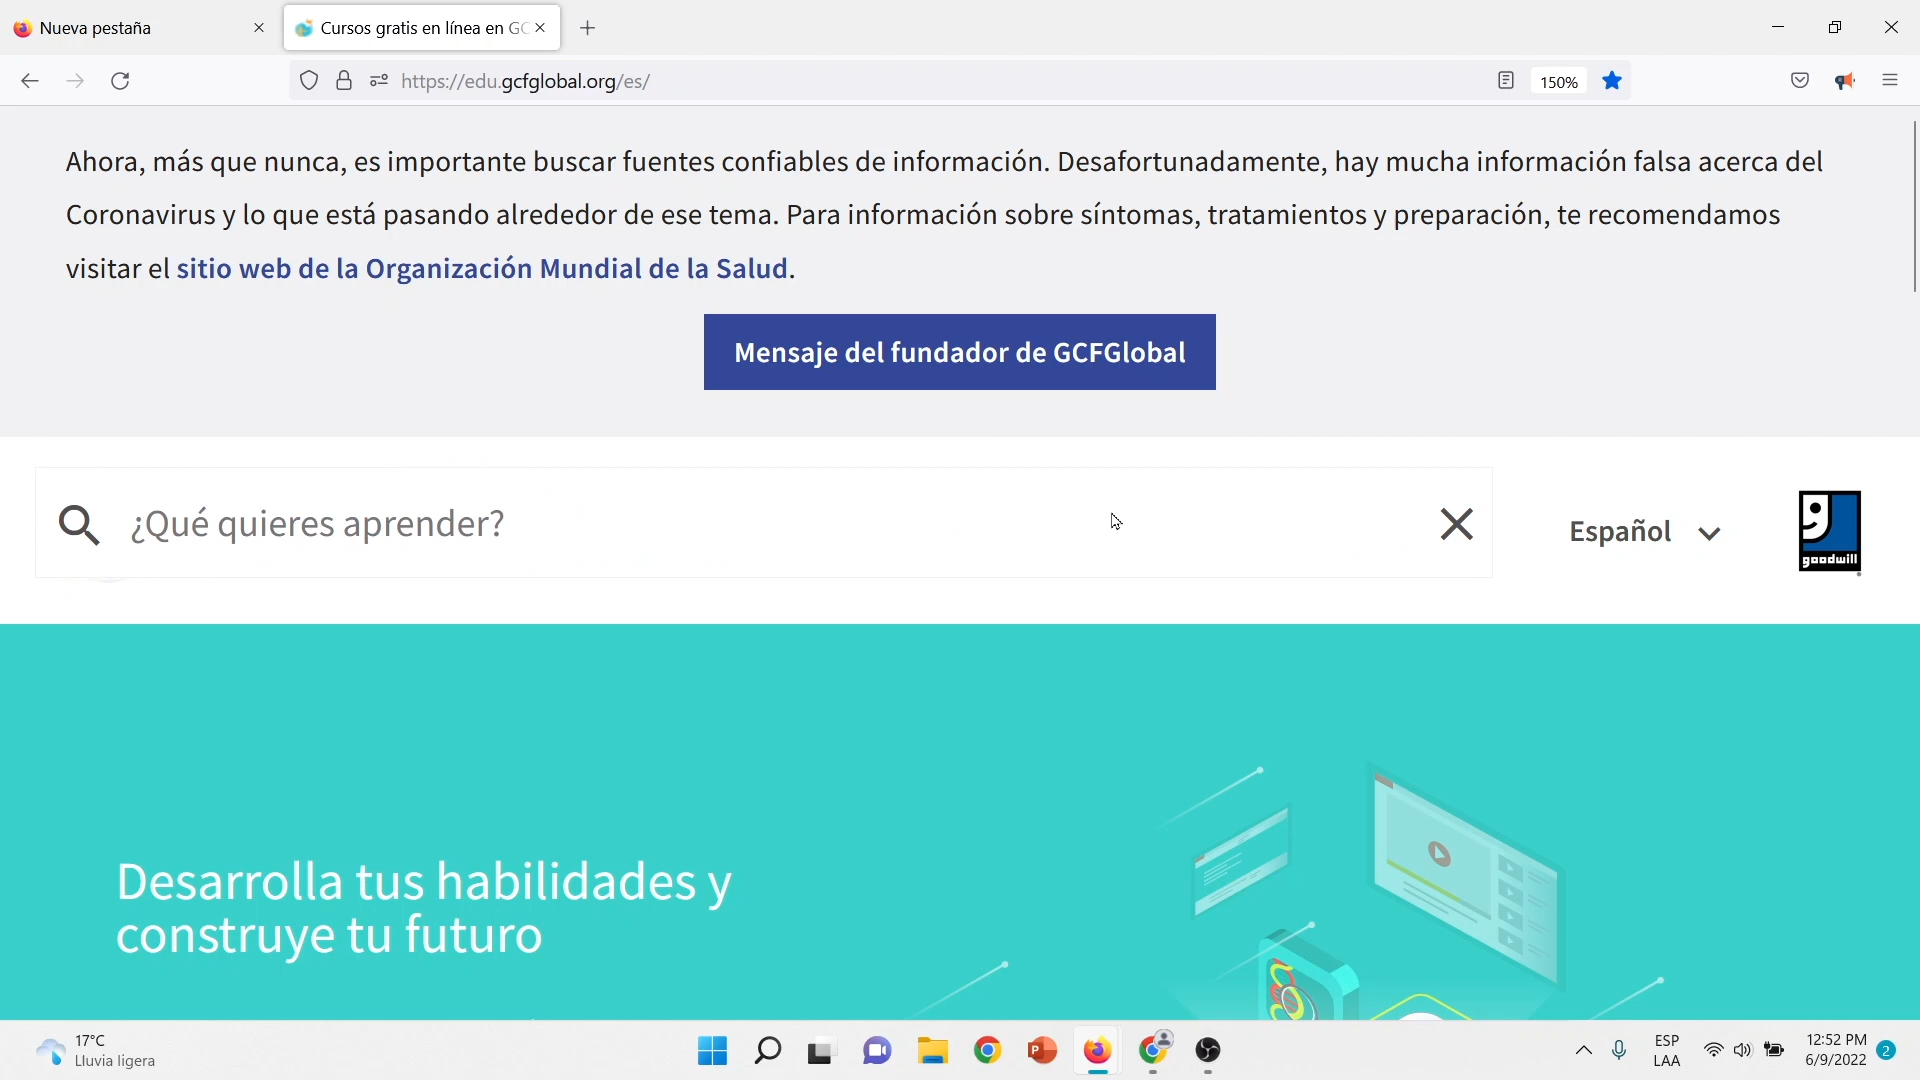 Nueva pestaña
Cursos gratis en línea en GC
https://edu.gcfglobal.org/es/
150%
Ahora, más que nunca, es importante buscar fuentes confiables de información. Desafortunadamente, hay mucha información falsa acerca del
Coronavirus y lo que está pasando alrededor de ese tema. Para información sobre síntomas, tratamientos y preparación, te recomendamos
visitar el sitio web de la Organización Mundial de la Salud.
Mensaje del fundador de GCFGlobal
¿Qué quieres aprender?
Español
goodwill
Desarrolla tus habilidades y
construye tu futuro
17°C
Lluvia ligera
P
ESP
LAA
12:52 PM
6/9/2022
2